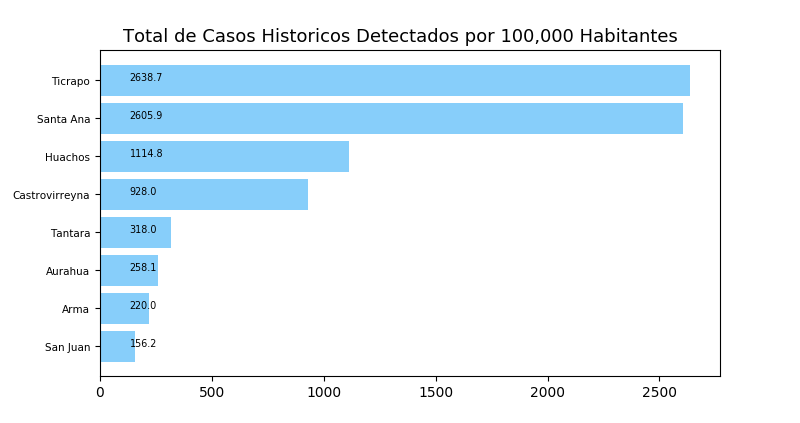 Total de Casos Historicos Detectados por 100,000 Habitantes
Ticrapo 2638.7
Santa Ana 2605.9
Huachos 1114.8
Castrovirreyna 928.0
Tantara 318.0
Aurahua 258.1
Arma 220.0
San Juan 156.2
0 500 1000 1500 2000 2500